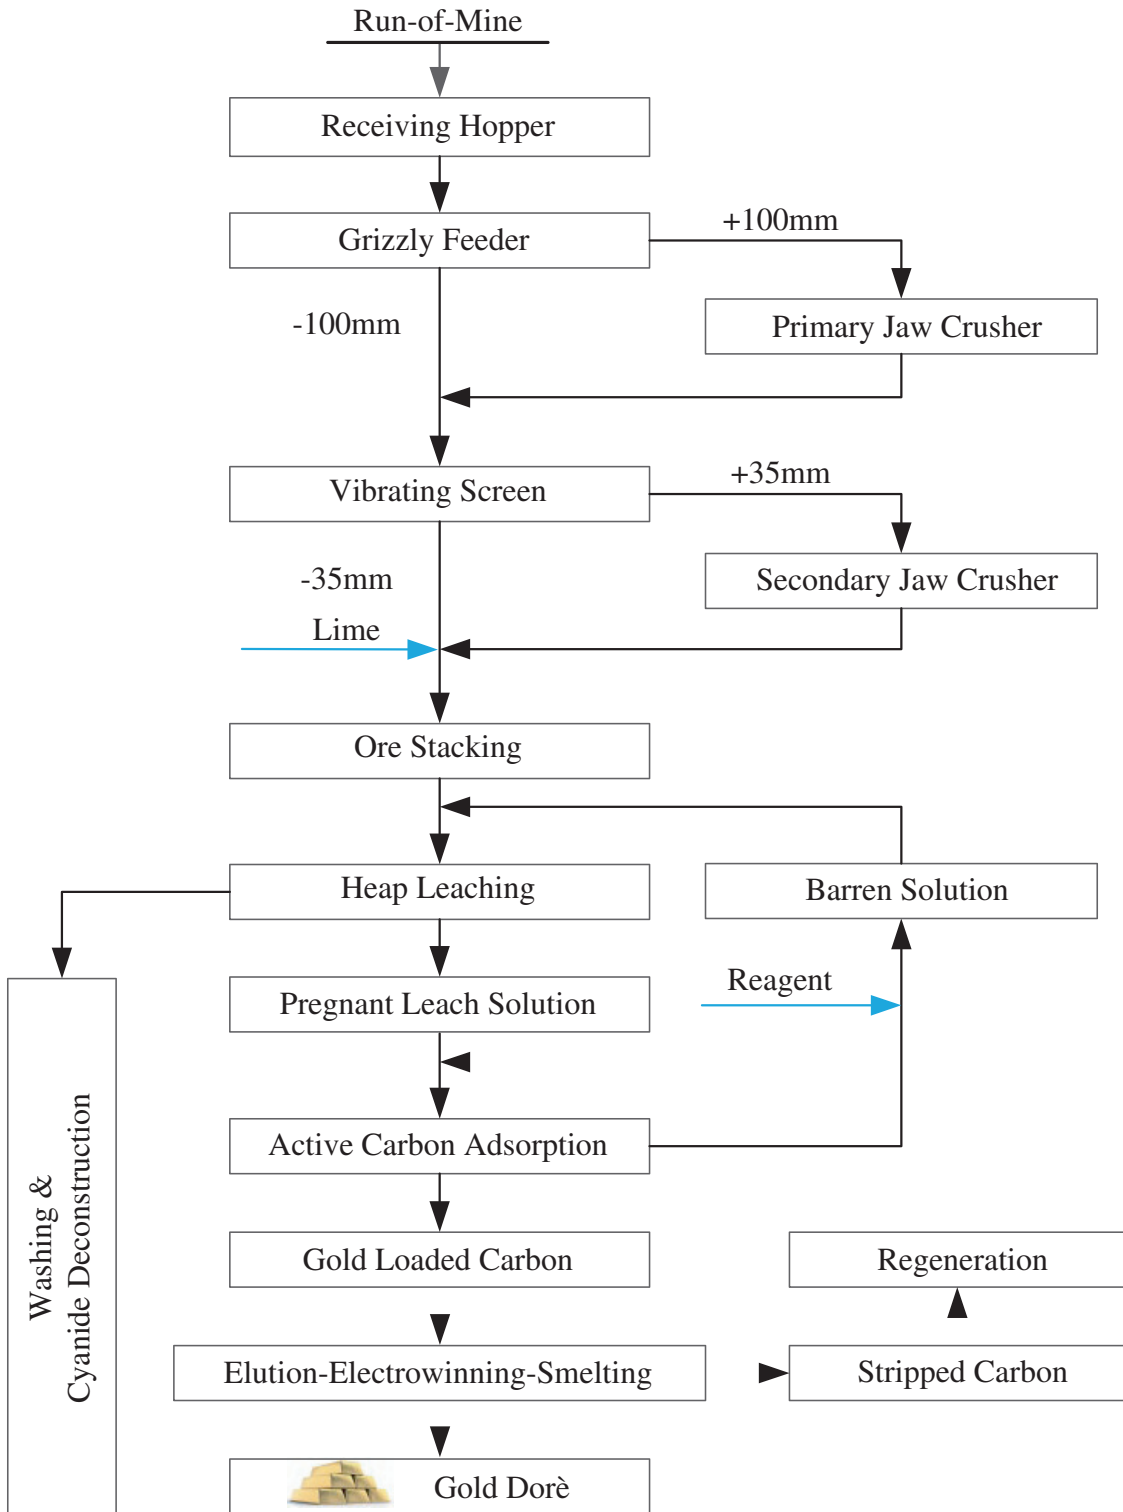 Run-of-Mine
Receiving Hopper
Grizzly Feeder
+100mm
-100mm
Primary Jaw Crusher
Vibrating Screen
+35mm
-35mm
Secondary Jaw Crusher
Lime
Ore Stacking
Heap Leaching
Barren Solution
Reagent
Pregnant Leach Solution
Active Carbon Adsorption
Washing &
Cyanide Deconstruction
Gold Loaded Carbon
Regeneration
Elution-Electrowinning-Smelting
Stripped Carbon
Gold Dorè